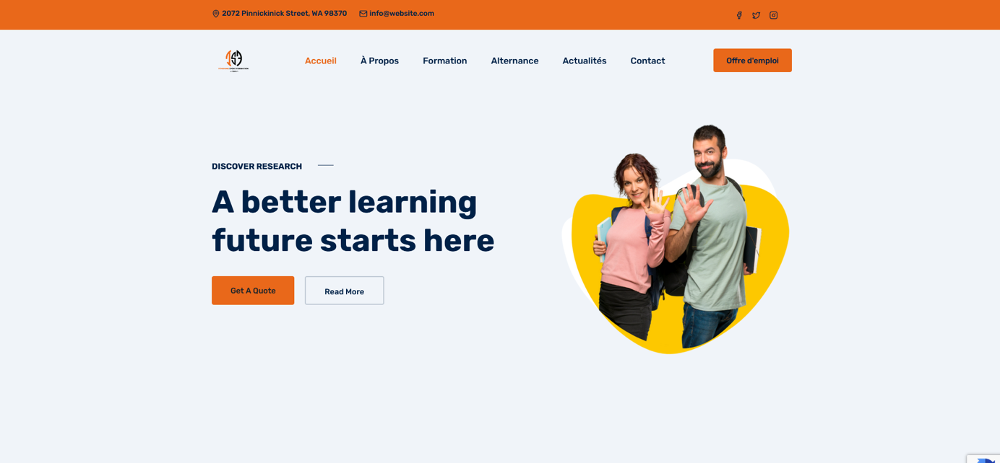 2072 Pinnickinick Street, WA 98370 info@website.com
Accueil À Propos Formation Alternance Actualités Contact Offre d'emploi
DISCOVER RESEARCH
A better learning
future starts here
Get A Quote Read More